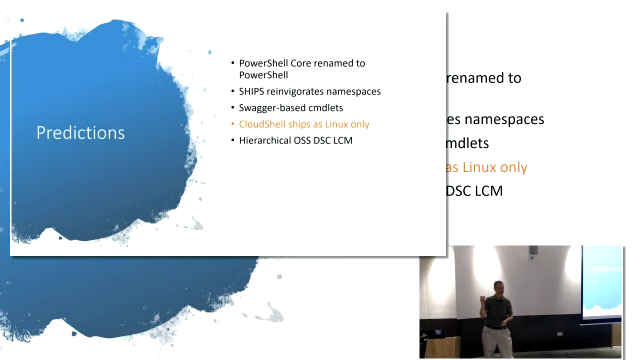 Predictions
• PowerShell Core renamed to
PowerShell
• SHIPS reinvigorates namespaces
• Swagger-based cmdlets
• CloudShell ships as Linux only
• Hierarchical OSS DSC LCM
renamed to
es namespaces
mdlets
as Linux only
DSC LCM